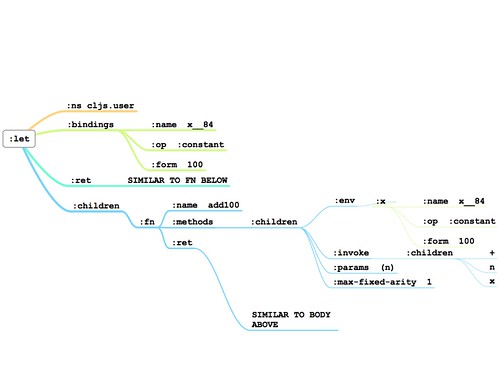 :ns cljs.user
:bindings
:name x__84
:op :constant
:form 100
:let
:ret
SIMILAR TO FN BELOW
:children
:fn
:name add100
:methods
:children
:ret
SIMILAR TO BODY
ABOVE
:env
:x
:name x__84
:op :constant
:form 100
:invoke
:children
+
n
x
:params (n)
:max-fixed-arity 1